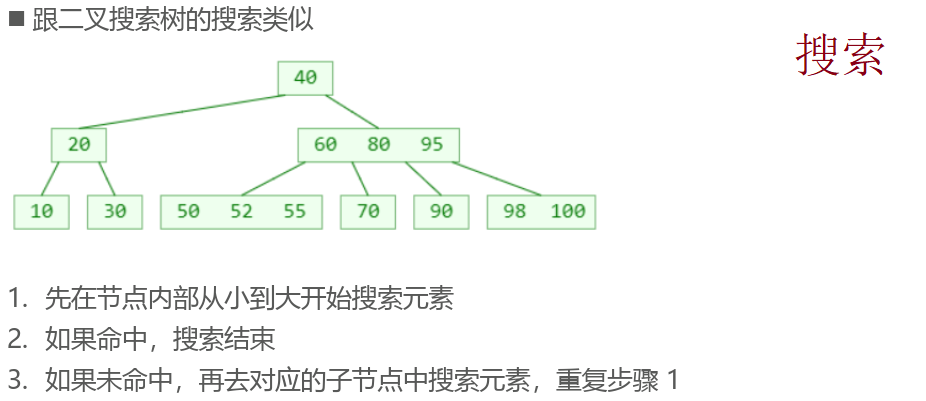 ■ 跟二叉搜索树的搜索类似
搜索
40
20 60 80 95
10 30 50 52 55 70 90 98 100
1. 先在节点内部从小到大开始搜索元素
2. 如果命中，搜索结束
3. 如果未命中，再去对应的子节点中搜索元素，重复步骤 1